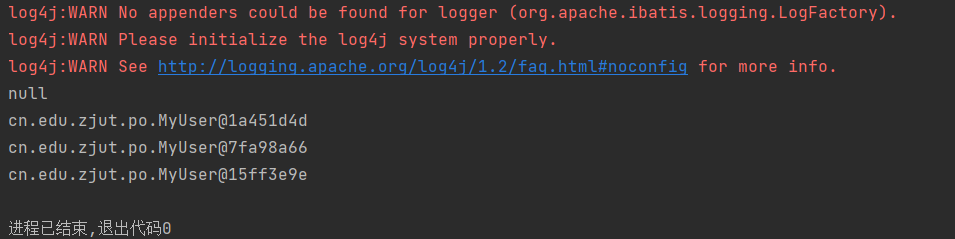 log4j:WARN No appenders could be found for logger (org.apache.ibatis.logging.LogFactory).
log4j:WARN Please initialize the log4j system properly.
log4j:WARN See http://logging.apache.org/log4j/1.2/faq.html#noconfig for more info.
null
cn.edu.zjut.po.MyUser@1a451d4d
cn.edu.zjut.po.MyUser@7fa98a66
cn.edu.zjut.po.MyUser@15ff3e9e
进程已结束,退出代码0